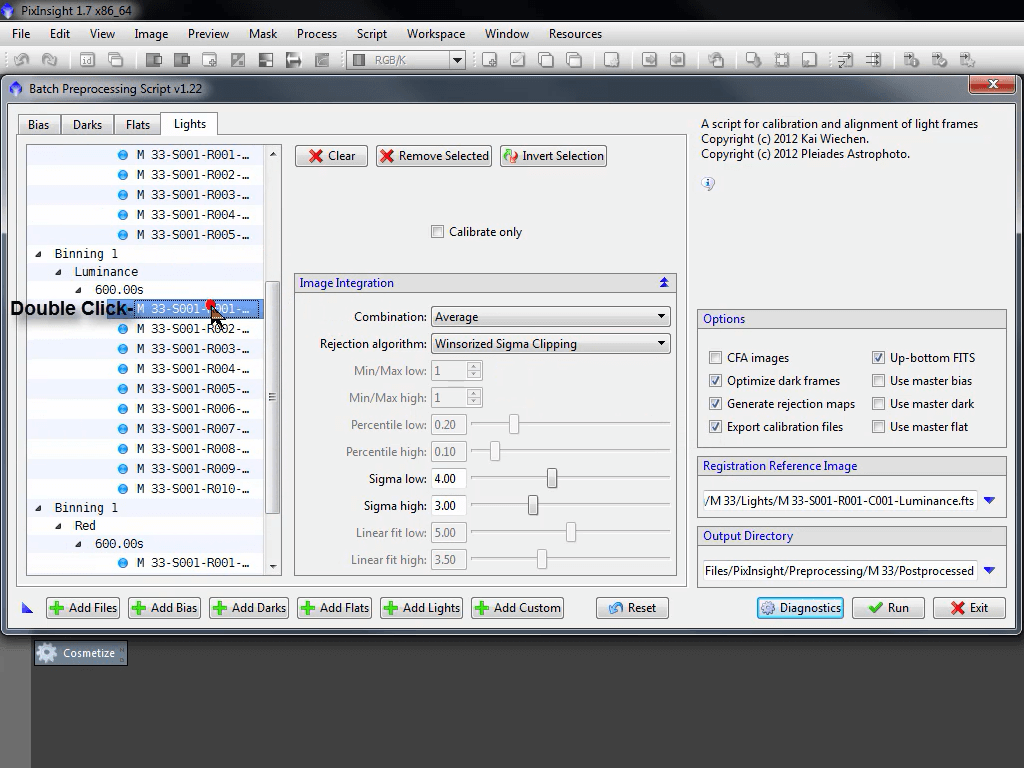 PixInsight 1.7 x86_64
File Edit View Image Preview Mask Process Script Workspace Window Resources
RGB/K
Batch Preprocessing Script v1.22
Bias Darks Flats Lights
M 33-S001-R001-…
M 33-S001-R002-…
M 33-S001-R003-…
M 33-S001-R004-…
M 33-S001-R005-…
Binning 1
Luminance
600.00s
Double Click- M 33-S001-R001-…
M 33-S001-R002-…
M 33-S001-R003-…
M 33-S001-R004-…
M 33-S001-R005-…
M 33-S001-R006-…
M 33-S001-R007-…
M 33-S001-R008-…
M 33-S001-R009-…
M 33-S001-R010-…
Binning 1
Red
600.00s
M 33-S001-R001-…
Clear Remove Selected Invert Selection
Calibrate only
Image Integration
Combination: Average
Rejection algorithm: Winsorized Sigma Clipping
Min/Max low: 1
Min/Max high: 1
Percentile low: 0.20
Percentile high: 0.10
Sigma low: 4.00
Sigma high: 3.00
Linear fit low: 5.00
Linear fit high: 3.50
A script for calibration and alignment of light frames
Copyright (c) 2012 Kai Wiechen.
Copyright (c) 2012 Pleiades Astrophoto.
Options
CFA images Up-bottom FITS
Optimize dark frames Use master bias
Generate rejection maps Use master dark
Export calibration files Use master flat
Registration Reference Image
/M 33/Lights/M 33-S001-R001-C001-Luminance.fts
Output Directory
Files/PixInsight/Preprocessing/M 33/Postprocessed
Add Files Add Bias Add Darks Add Flats Add Lights Add Custom Reset Diagnostics Run Exit
Cosmetize